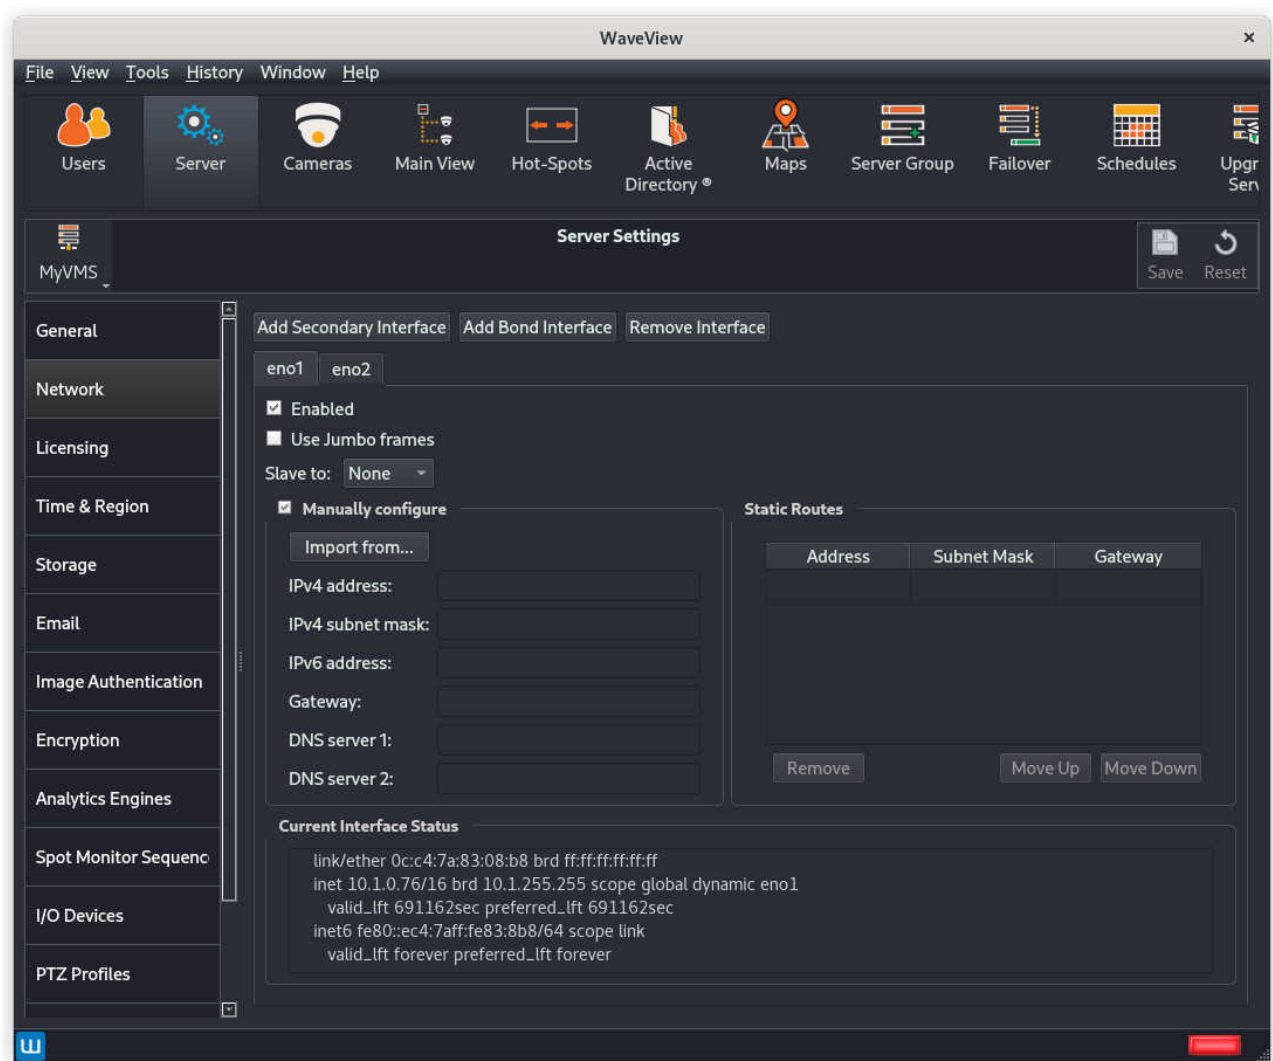 WaveView
File View Tools History Window Help
Users
Server
Cameras
Main View
Hot-Spots
Active
Directory ®
Maps
Server Group
Failover
Schedules
Upgr
Serv
MyVMS
Server Settings
Save
Reset
General
Network
Licensing
Time & Region
Storage
Email
Image Authentication
Encryption
Analytics Engines
Spot Monitor Sequenc
I/O Devices
PTZ Profiles
Add Secondary Interface
Add Bond Interface
Remove Interface
eno1
eno2
Enabled
Use Jumbo frames
Slave to: None
Manually configure
Import from...
IPv4 address:
IPv4 subnet mask:
IPv6 address:
Gateway:
DNS server 1:
DNS server 2:
Static Routes
Address
Subnet Mask
Gateway
Remove
Move Up
Move Down
Current Interface Status
link/ether 0c:c4:7a:83:08:b8 brd ff:ff:ff:ff:ff:ff
inet 10.1.0.76/16 brd 10.1.255.255 scope global dynamic eno1
valid_lft 691162sec preferred_lft 691162sec
inet6 fe80::ec4:7aff:fe83:8b8/64 scope link
valid_lft forever preferred_lft forever